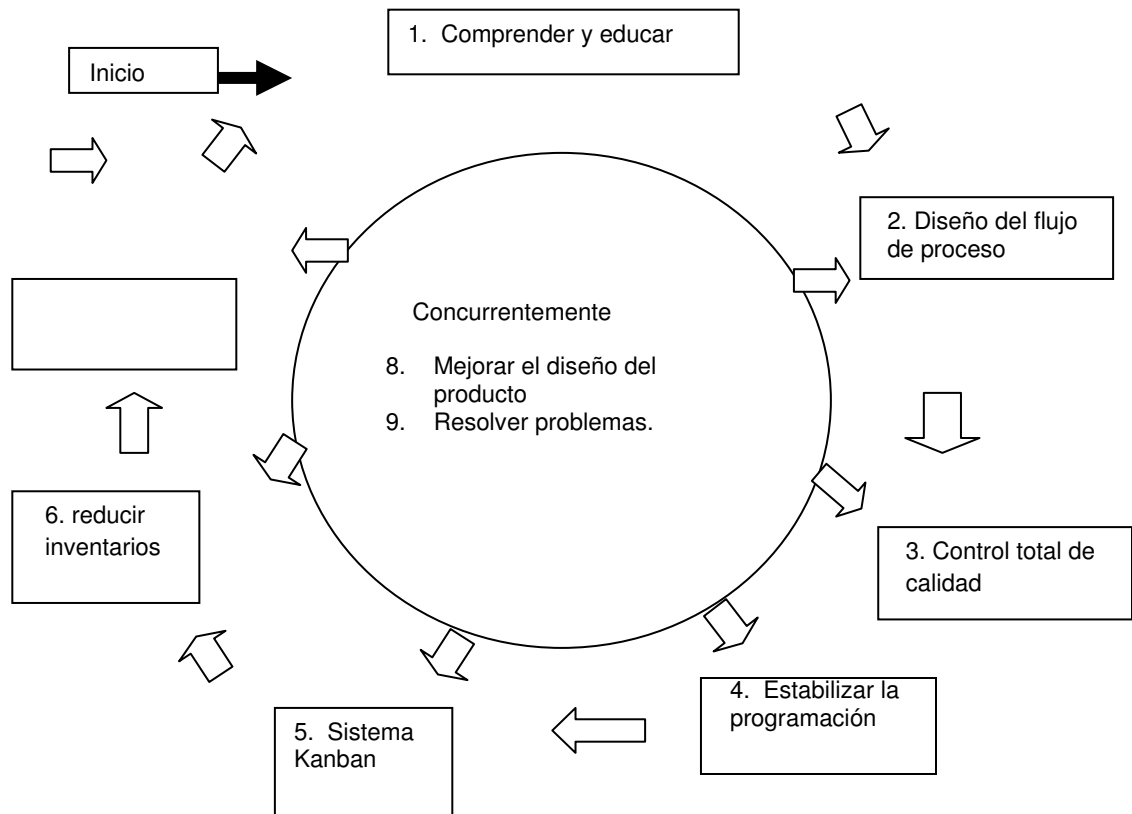 1. Comprender y educar
Inicio
2. Diseño del flujo
de proceso
Concurrentemente
8. Mejorar el diseño del
producto
9. Resolver problemas.
6. reducir
inventarios
3. Control total de
calidad
4. Estabilizar la
programación
5. Sistema
Kanban